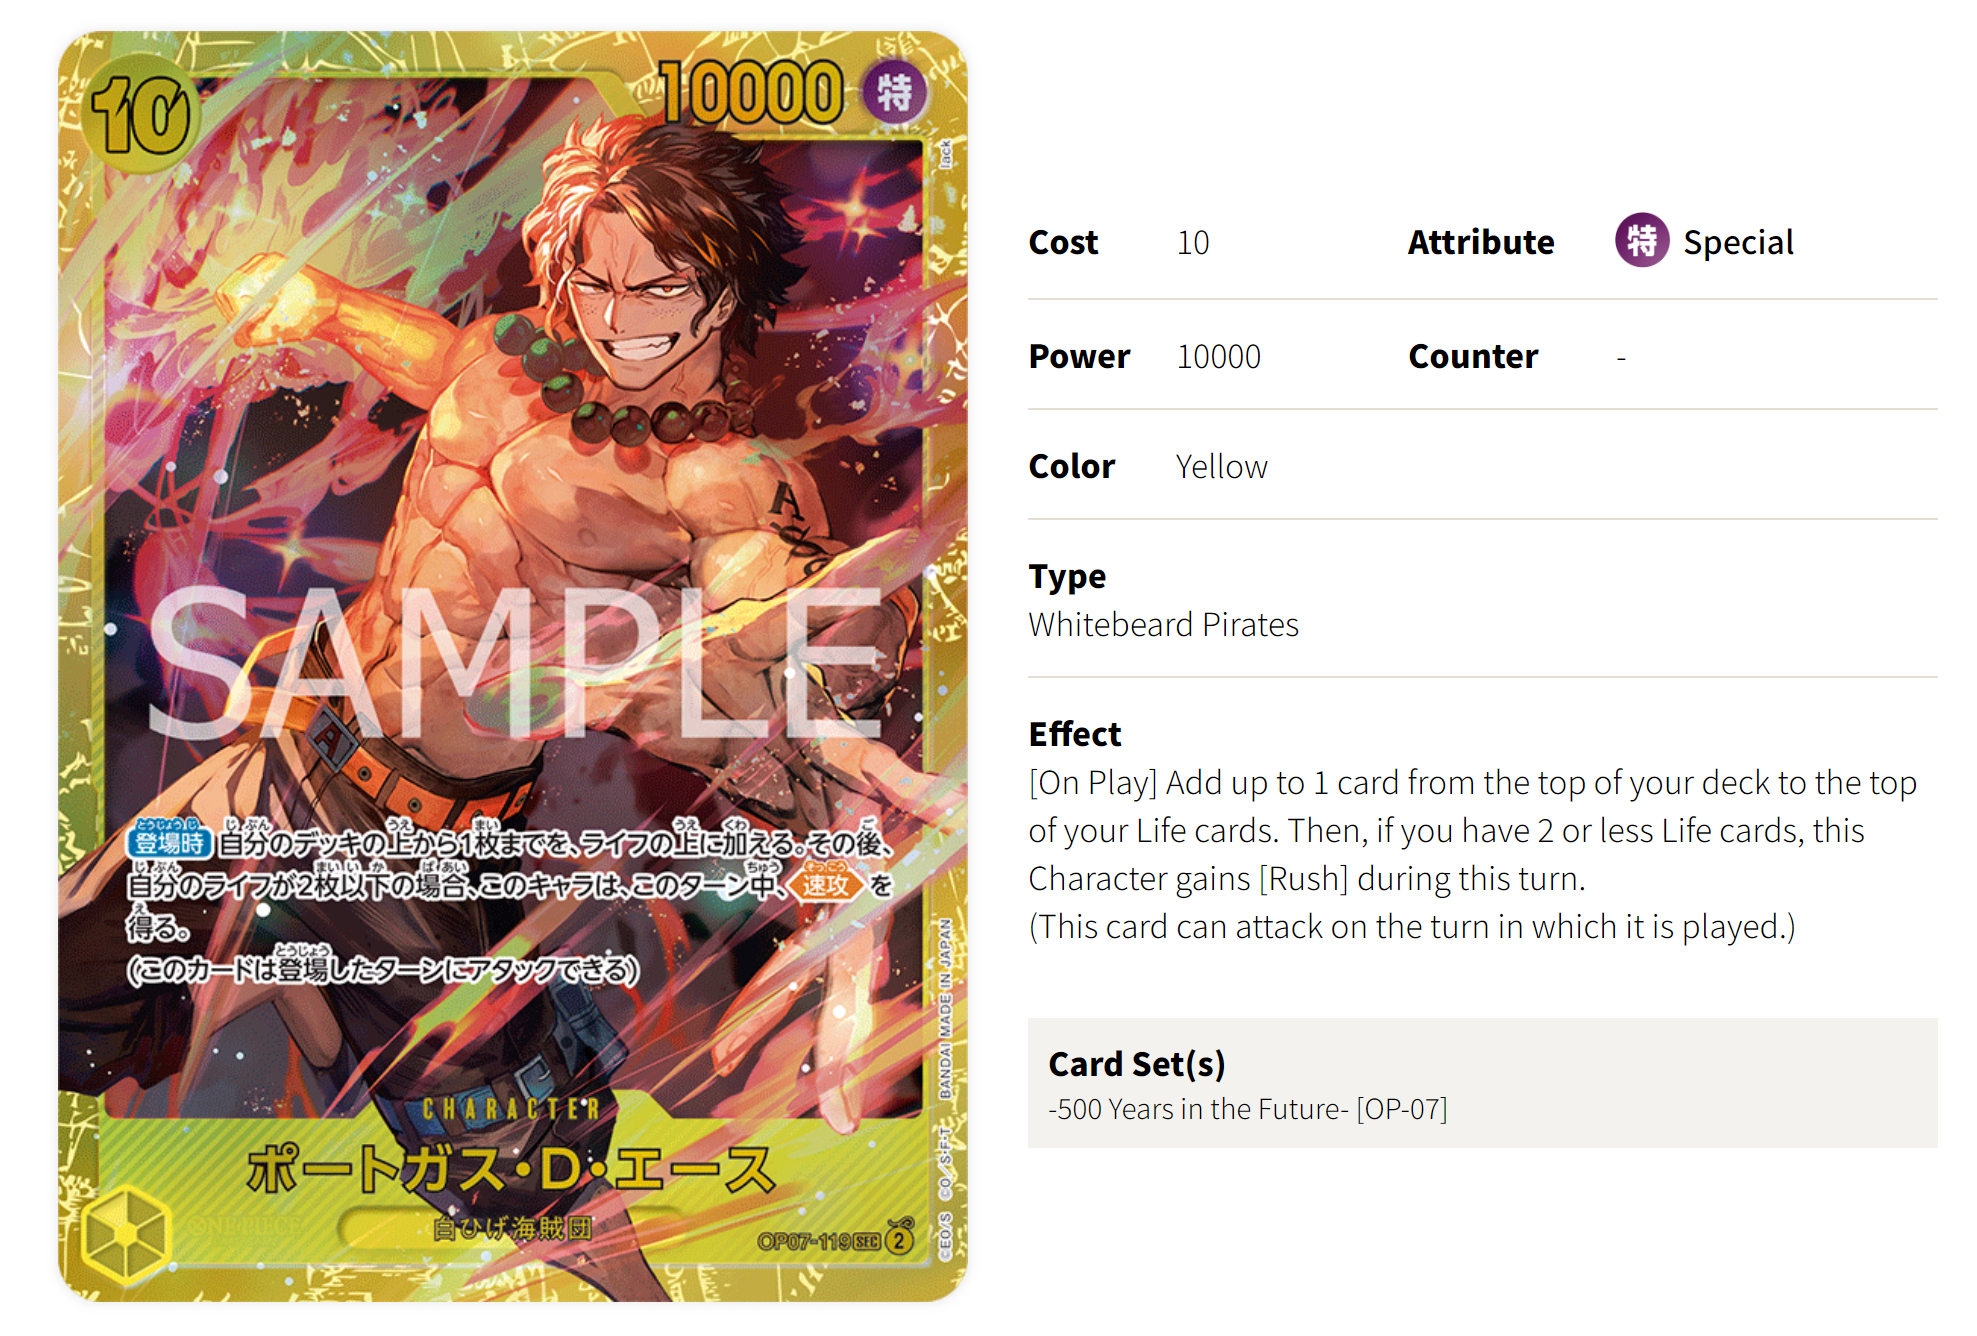 10
10000 特
lack
A
SAMPLE
A
登場時 自分のデッキの上から1枚までを、ライフの上に加える。その後、
自分のライフが2枚以下の場合、このキャラは、このターン中、速攻を
得る。
(このカードは登場したターンにアタックできる)
BANDAI MADE IN JAPAN
CHARACTER
ポートガス・D・エース
白ひげ海賊団
OP07-119 SEC 2
©EO/S ©O/S・F・T
Cost 10 Attribute 特 Special
Power 10000 Counter -
Color Yellow
Type
Whitebeard Pirates
Effect
[On Play] Add up to 1 card from the top of your deck to the top
of your Life cards. Then, if you have 2 or less Life cards, this
Character gains [Rush] during this turn.
(This card can attack on the turn in which it is played.)
Card Set(s)
-500 Years in the Future- [OP-07]